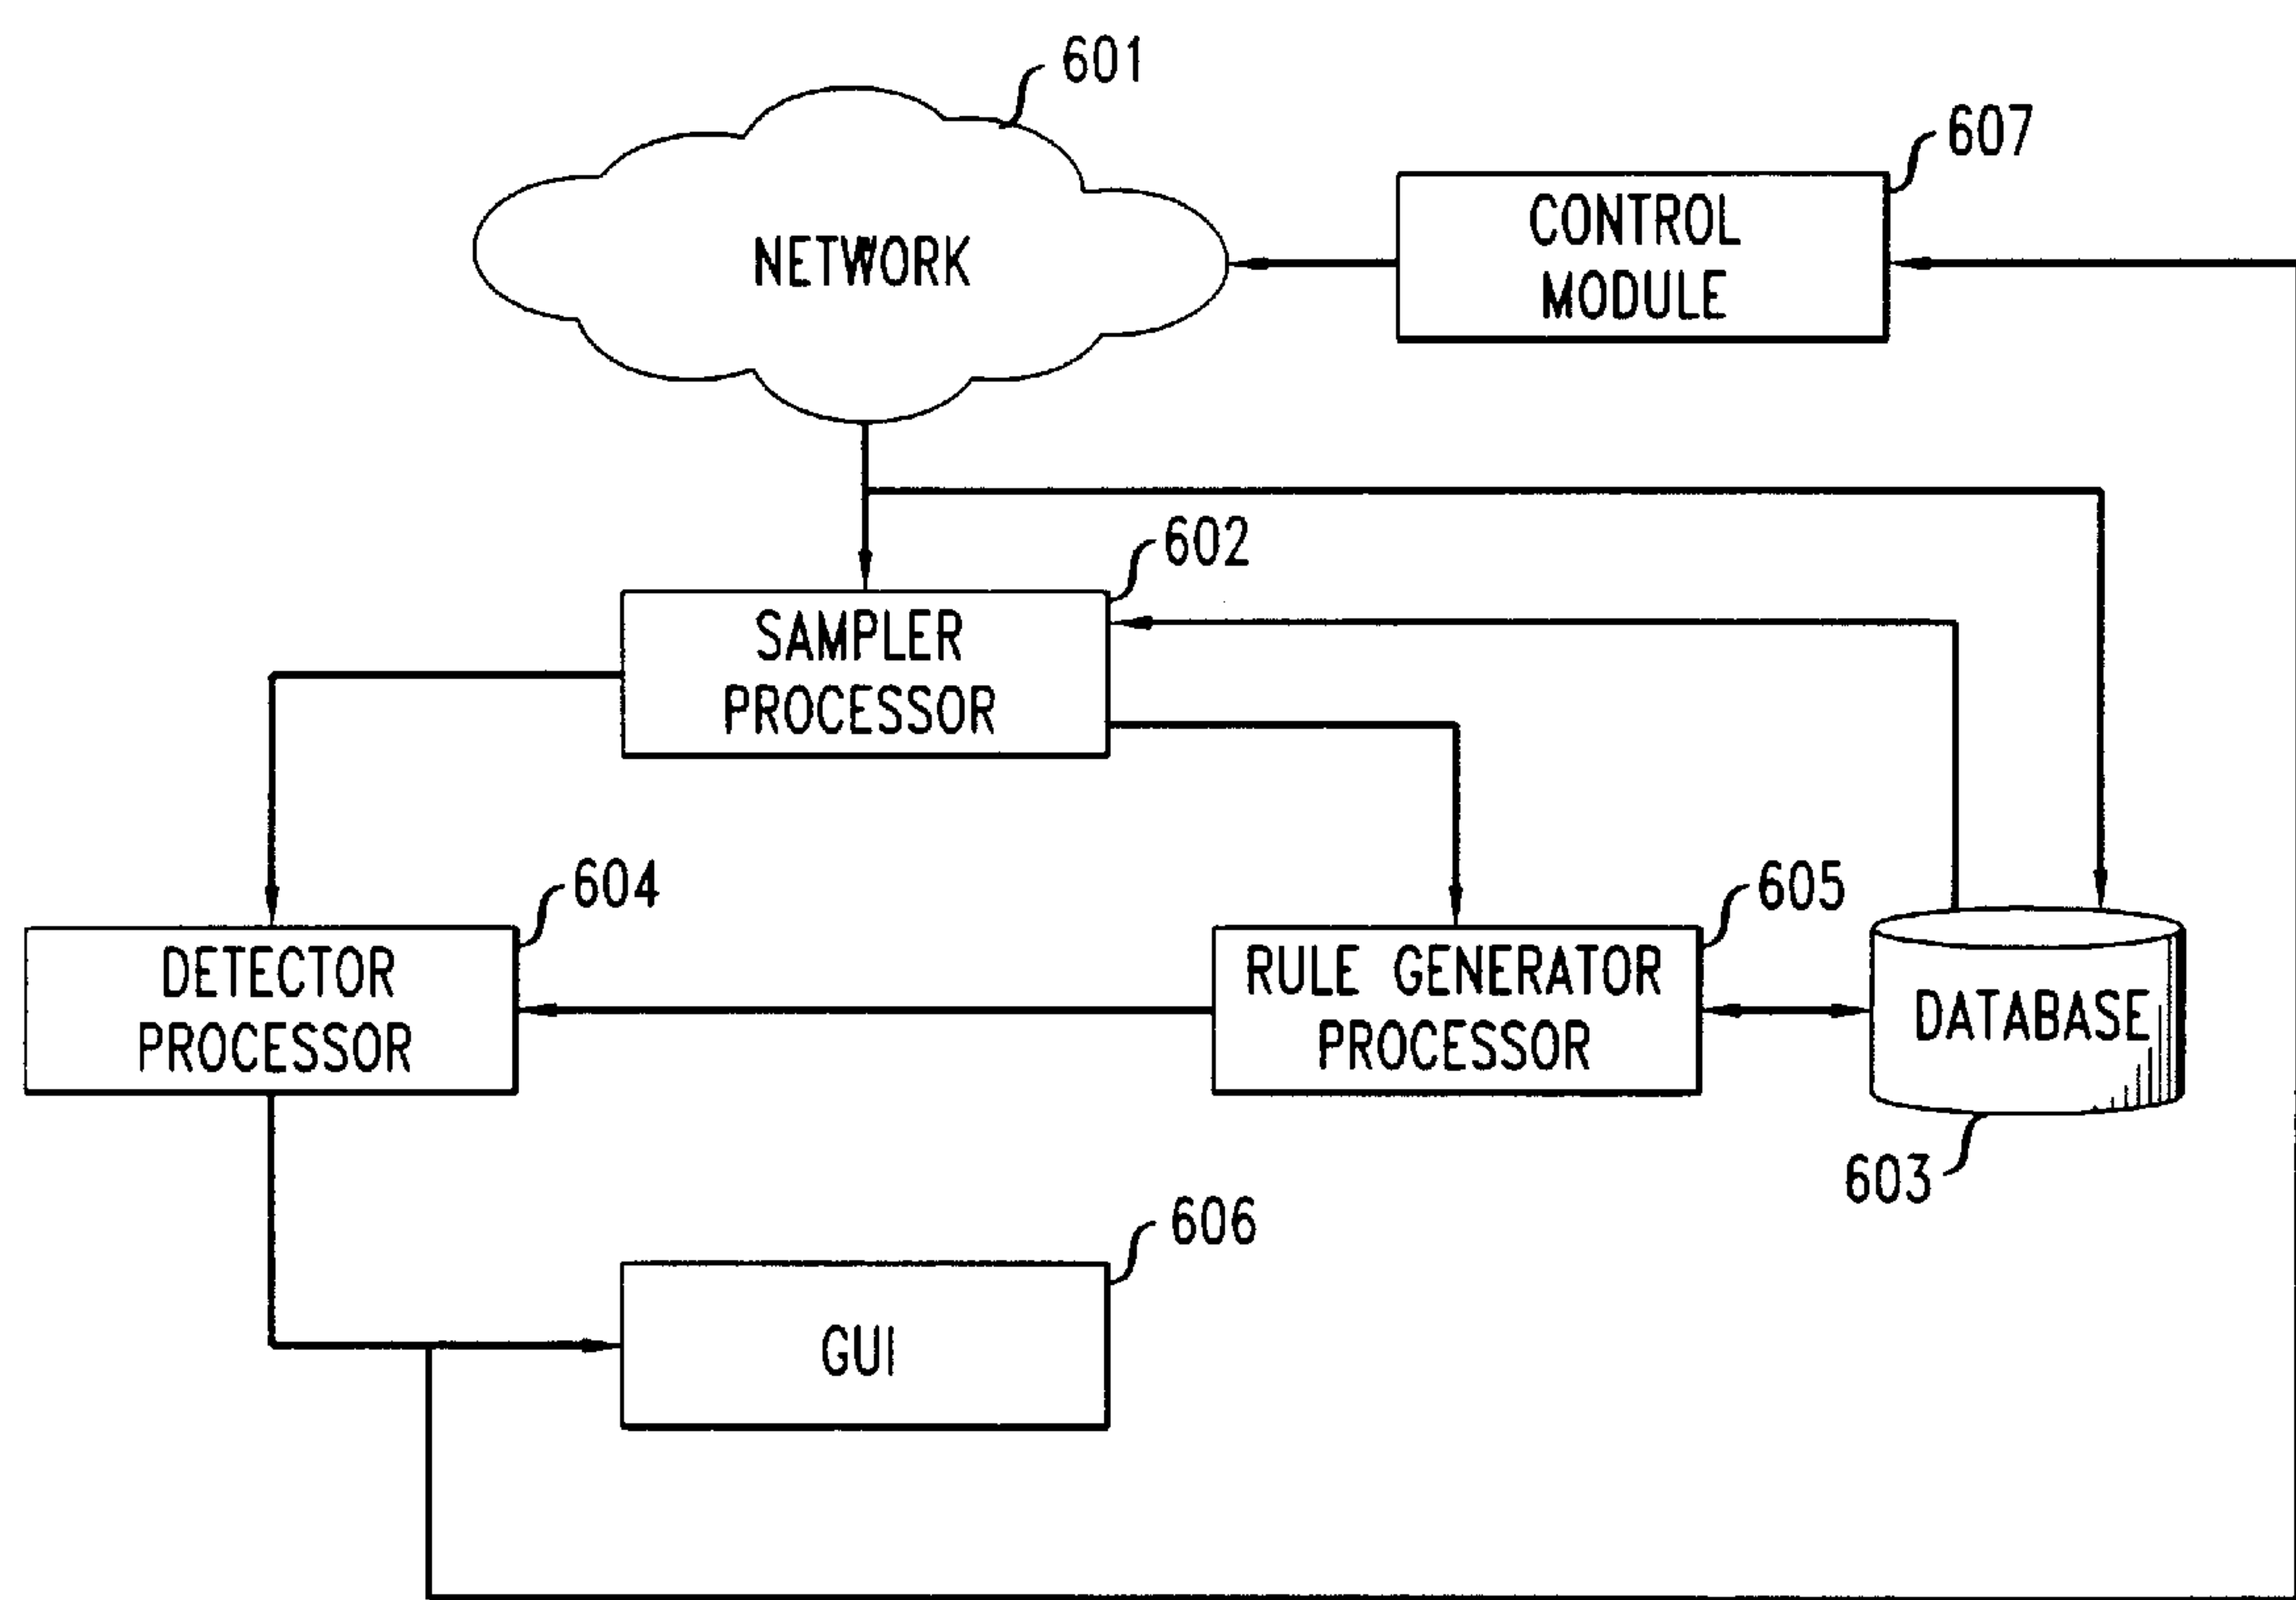 601
607
NETWORK
CONTROL
MODULE
602
SAMPLER
PROCESSOR
604
605
DETECTOR
PROCESSOR
RULE GENERATOR
PROCESSOR
DATABASE
603
606
GUI